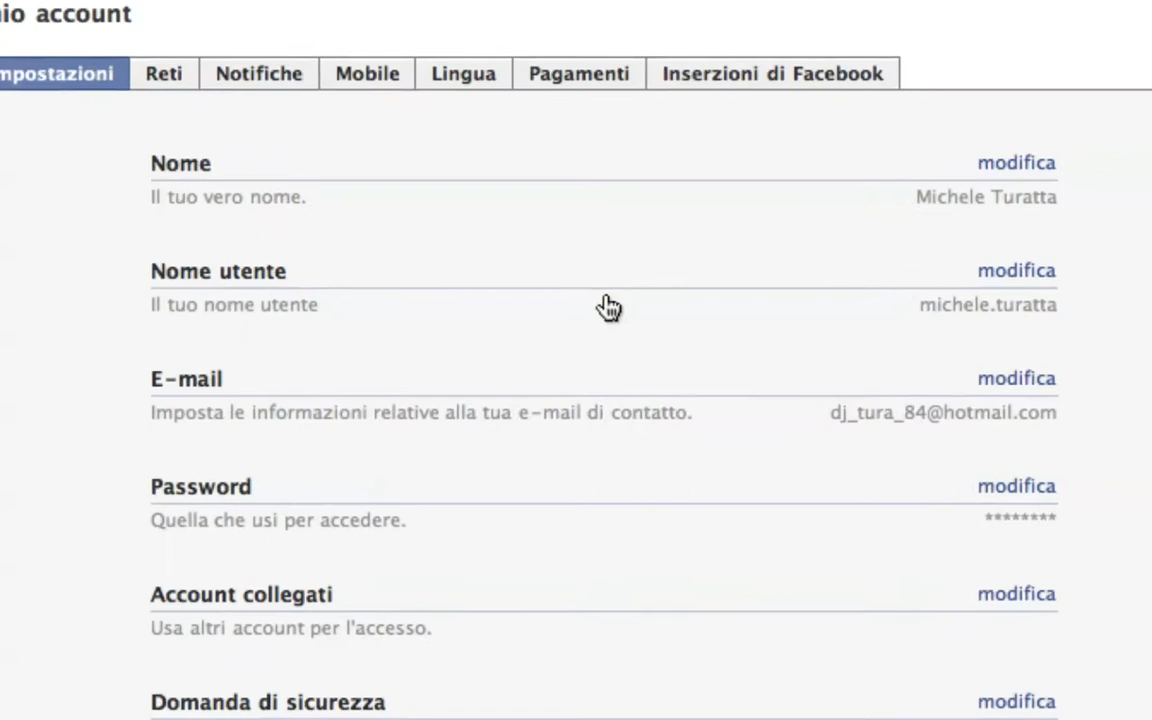 io account
mpostazioni Reti Notifiche Mobile Lingua Pagamenti Inserzioni di Facebook
Nome modifica
Il tuo vero nome. Michele Turatta
Nome utente modifica
Il tuo nome utente michele.turatta
E-mail modifica
Imposta le informazioni relative alla tua e-mail di contatto. dj_tura_84@hotmail.com
Password modifica
Quella che usi per accedere. ********
Account collegati modifica
Usa altri account per l'accesso.
Domanda di sicurezza modifica